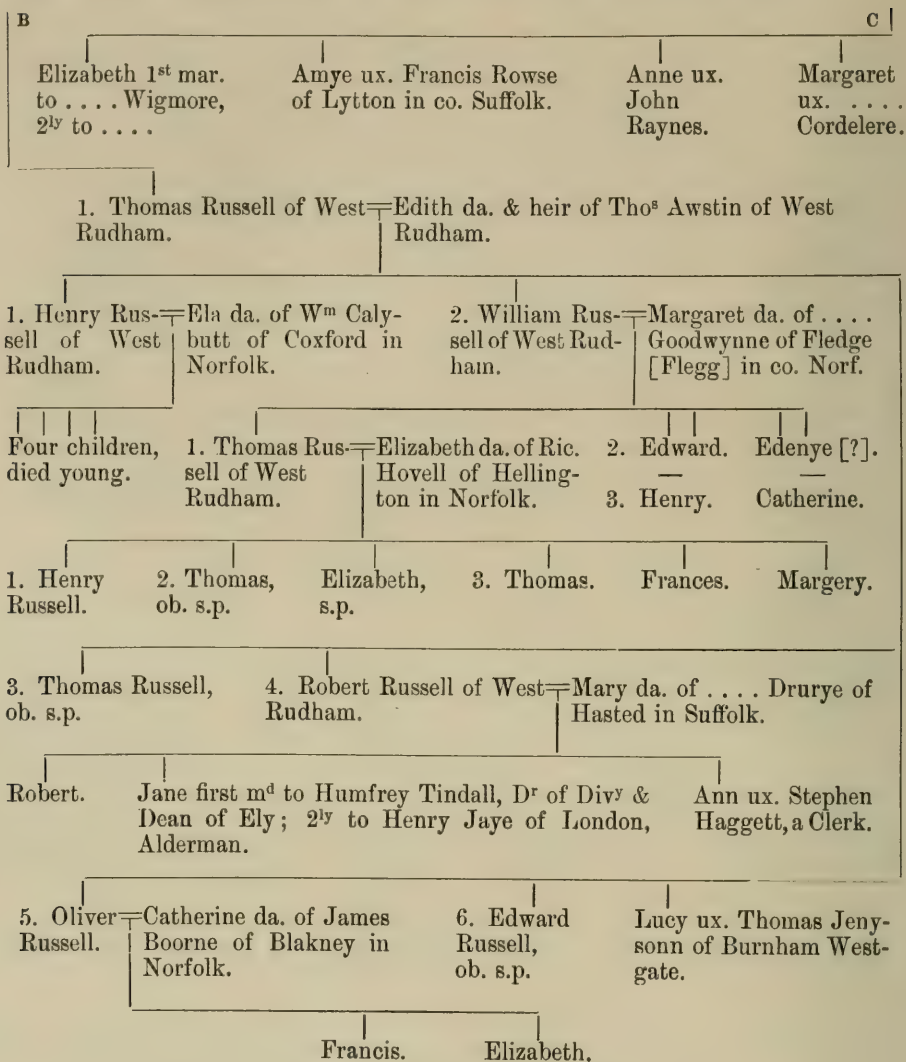 B C
Elizabeth 1st mar.
to . . . . Wigmore,
2ly to . . . .
Amye ux. Francis Rowse
of Lytton in co. Suffolk.
Anne ux.
John
Raynes.
Margaret
ux. . . . .
Cordelere.
1. Thomas Russell of West
Rudham.
Edith da. & heir of Thos Awstin of West
Rudham.
1. Henry Rus-
sell of West
Rudham.
Ela da. of Wm Caly-
butt of Coxford in
Norfolk.
2. William Rus-
sell of West Rud-
ham.
Margaret da. of . . . .
Goodwynne of Fledge
[Flegg] in co. Norf.
Four children,
died young.
1. Thomas Rus-
sell of West
Rudham.
Elizabeth da. of Ric.
Hovell of Helling-
ton in Norfolk.
2. Edward.
—
3. Henry.
Edenye [?].
—
Catherine.
1. Henry
Russell.
2. Thomas,
ob. s.p.
Elizabeth,
s.p.
3. Thomas.
Frances.
Margery.
3. Thomas Russell,
ob. s.p.
4. Robert Russell of West
Rudham.
Mary da. of . . . . Drurye of
Hasted in Suffolk.
Robert.
Jane first md to Humfrey Tindall, Dr of Divy &
Dean of Ely; 2ly to Henry Jaye of London,
Alderman.
Ann ux. Stephen
Haggett, a Clerk.
5. Oliver
Russell.
Catherine da. of James
Boorne of Blakney in
Norfolk.
6. Edward
Russell,
ob. s.p.
Lucy ux. Thomas Jeny-
sonn of Burnham West-
gate.
Francis.
Elizabeth.